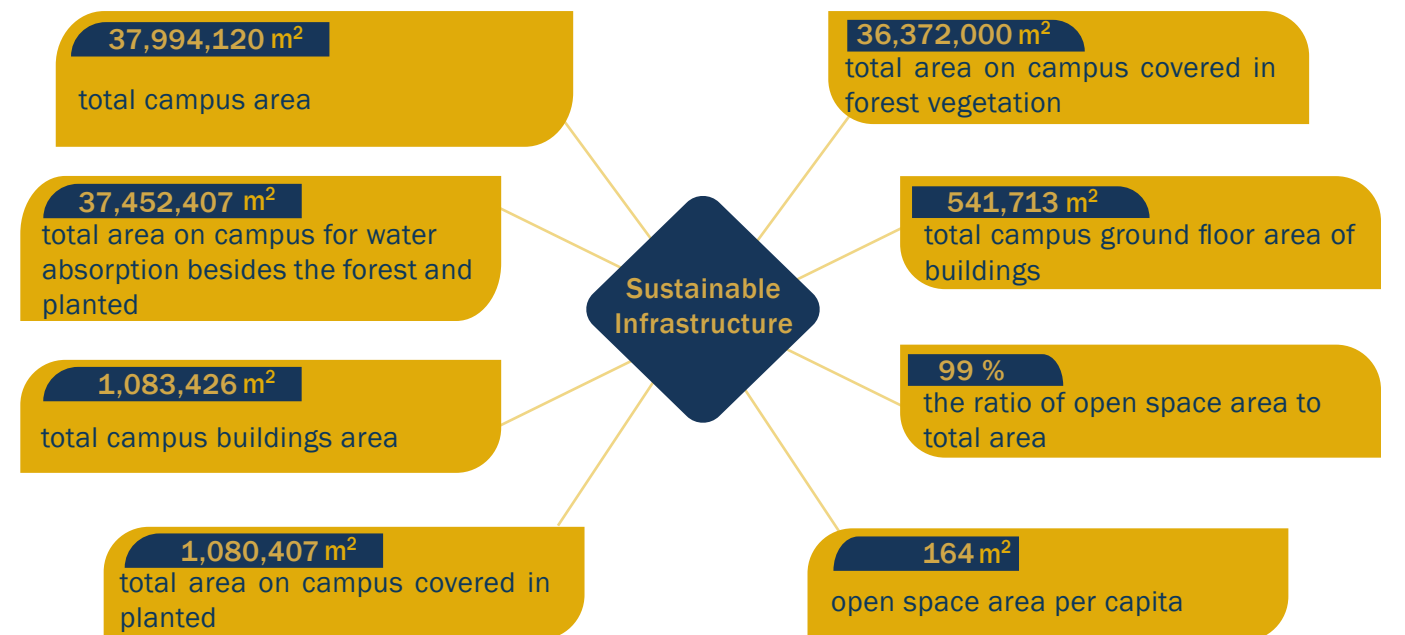 37,994,120 m²
total campus area
37,452,407 m²
total area on campus for water
absorption besides the forest and
planted
1,083,426 m²
total campus buildings area
1,080,407 m²
total area on campus covered in
planted
Sustainable
Infrastructure
36,372,000 m²
total area on campus covered in
forest vegetation
541,713 m²
total campus ground floor area of
buildings
99 %
the ratio of open space area to
total area
164 m²
open space area per capita